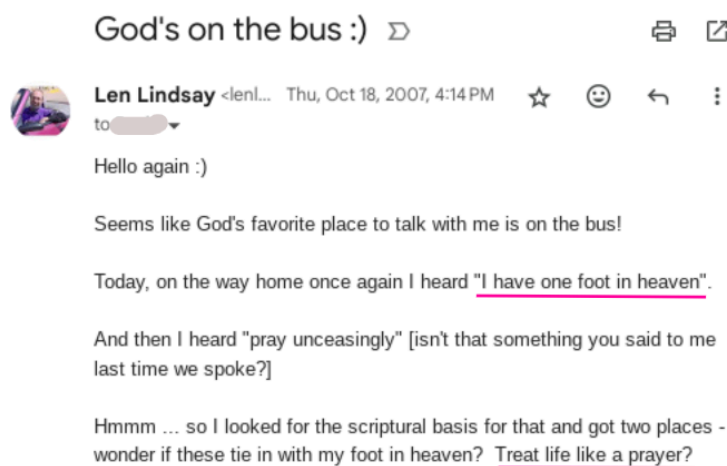 God's on the bus :)
Len Lindsay <lenl... Thu, Oct 18, 2007, 4:14 PM
to
Hello again :)
Seems like God's favorite place to talk with me is on the bus!
Today, on the way home once again I heard "I have one foot in heaven".
And then I heard "pray unceasingly" [isn't that something you said to me
last time we spoke?]
Hmmm ... so I looked for the scriptural basis for that and got two places -
wonder if these tie in with my foot in heaven? Treat life like a prayer?